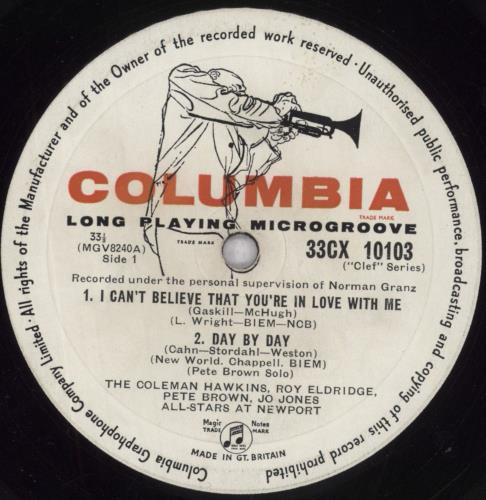 All rights of the Manufacturer and of the Owner of the recorded work reserved · Unauthorised public performance, broadcasting and copying of this record prohibited
Columbia Graphophone Company Limited ·
COLUMBIA
TRADE MARK
LONG PLAYING MICROGROOVE
33⅓
(MGV8240A)
Side 1
TRADE MARK
33CX 10103
("Clef" Series)
Recorded under the personal supervision of Norman Granz
1. I CAN'T BELIEVE THAT YOU'RE IN LOVE WITH ME
(Gaskill—McHugh)
(L. Wright—BIEM—NCB)
2. DAY BY DAY
(Cahn—Stordahl—Weston)
(New World. Chappell. BIEM)
(Pete Brown Solo)
THE COLEMAN HAWKINS, ROY ELDRIDGE,
PETE BROWN, JO JONES
ALL-STARS AT NEWPORT
Magic Notes
TRADE MARK
MADE IN GT. BRITAIN